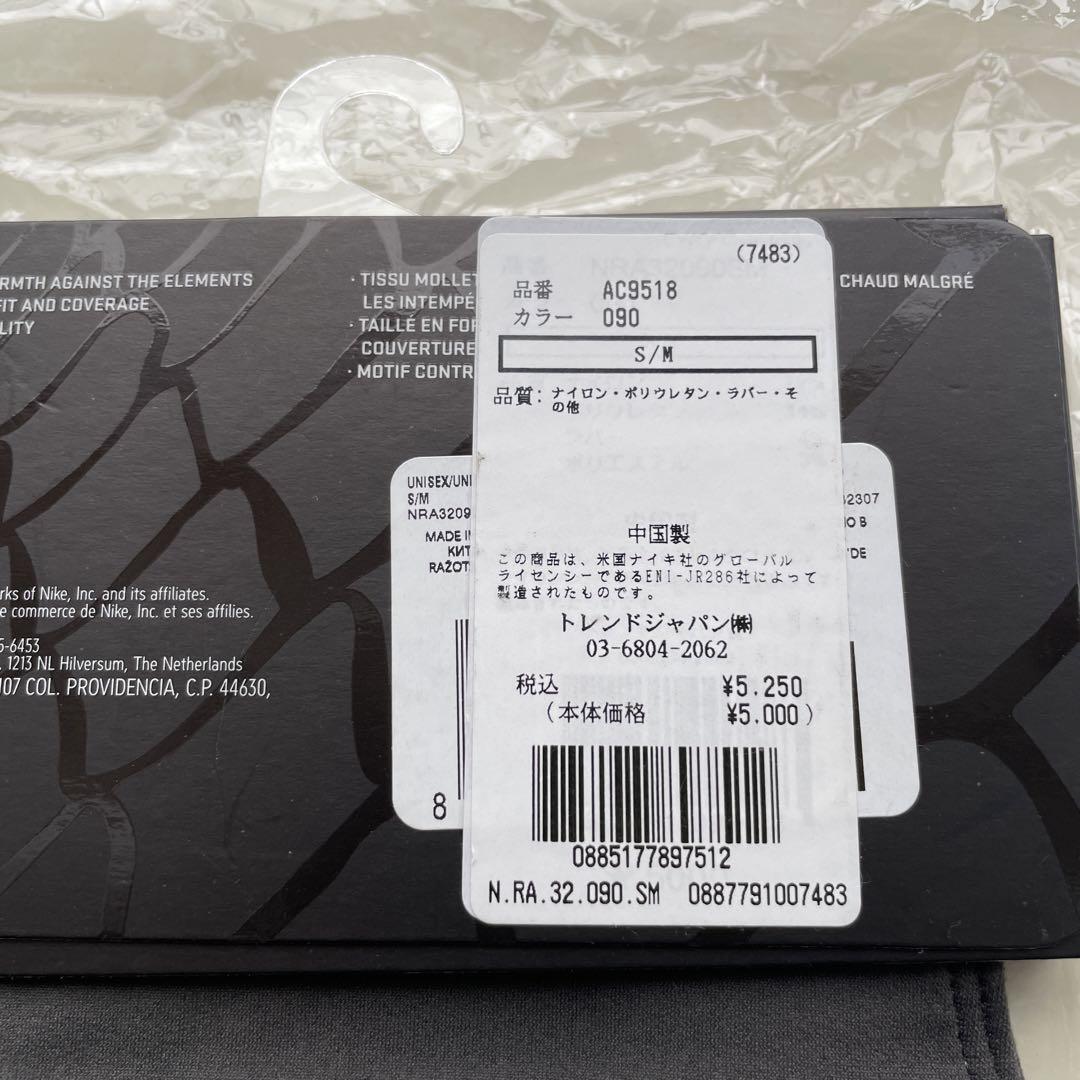 RMTH AGAINST THE ELEMENTS
FIT AND COVERAGE
LITY
· TISSU MOLLET
LES INTEMPÉ
· TAILLÉ EN FOR
COUVERTURE
· MOTIF CONTR
CHAUD MALGRÉ
(7483)
品番 AC9518
カラー 090
S/M
品質: ナイロン・ポリウレタン・ラバー・そ
の他
中国製
この商品は、米国ナイキ社のグローバル
ライセンシーであるENI-JR286社によって
製造されたものです。
トレンドジャパン㈱
03-6804-2062
税込 ¥5.250
(本体価格 ¥5.000)
0885177897512
N.RA.32.090.SM 0887791007483
UNISEX/UNI
S/M
NRA3209
MADE IN
КИТ
RAŽOTS
8
32307
NO B
YDE
rks of Nike, Inc. and its affiliates.
e commerce de Nike, Inc. et ses affilies.
5-6453
. 1213 NL Hilversum, The Netherlands
107 COL. PROVIDENCIA, C.P. 44630,